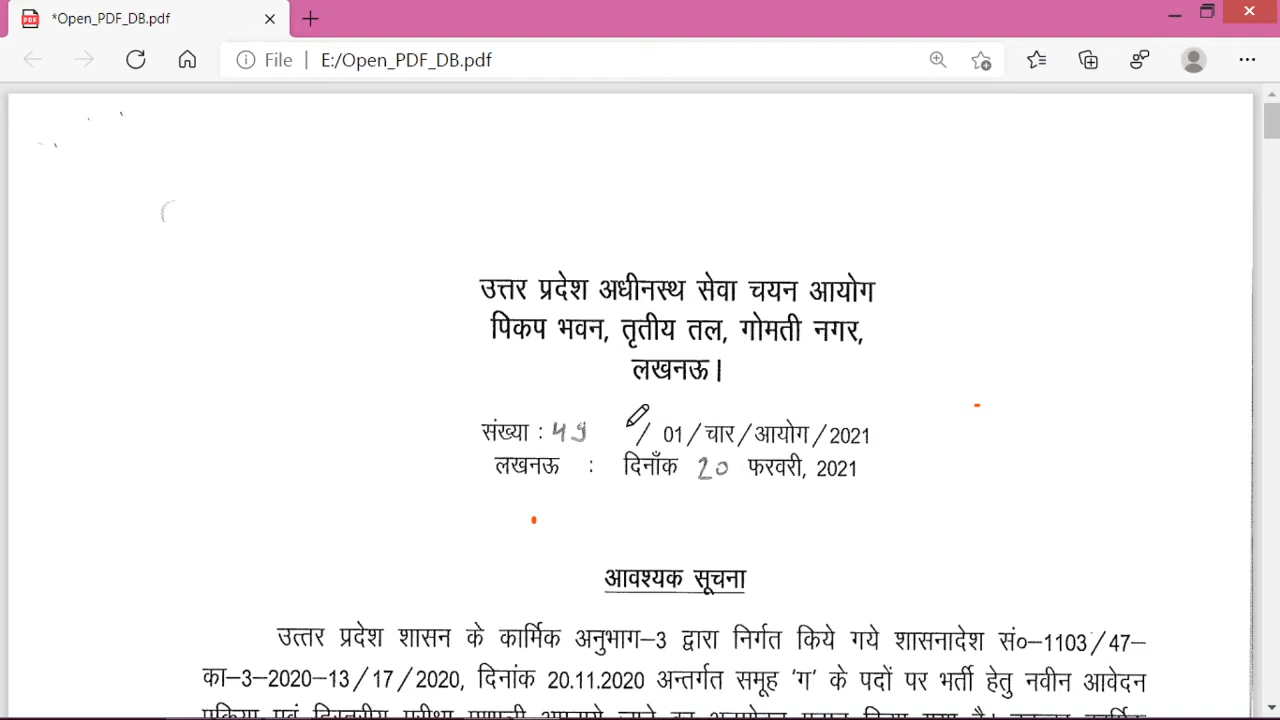 *Open_PDF_DB.pdf
File | E:/Open_PDF_DB.pdf
उत्तर प्रदेश अधीनस्थ सेवा चयन आयोग
पिकप भवन, तृतीय तल, गोमती नगर,
लखनऊ।
संख्या : 49 / 01/चार/आयोग/2021
लखनऊ : दिनाँक 20 फरवरी, 2021
आवश्यक सूचना
उत्तर प्रदेश शासन के कार्मिक अनुभाग-3 द्वारा निर्गत किये गये शासनादेश सं०-1103/47-
का-3-2020-13/17/2020, दिनांक 20.11.2020 अन्तर्गत समूह 'ग' के पदों पर भर्ती हेतु नवीन आवेदन